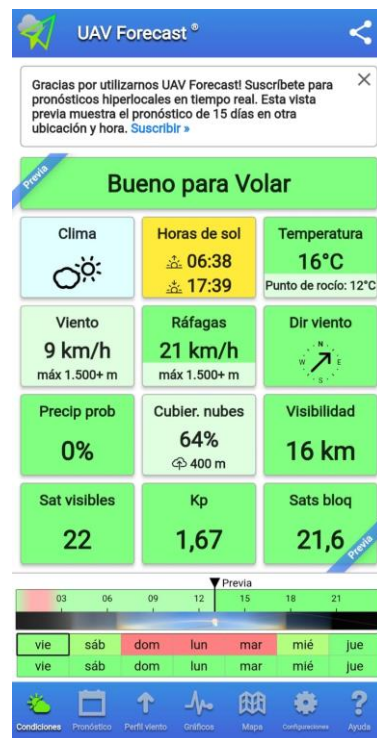 UAV Forecast ®
Gracias por utilizarnos UAV Forecast! Suscríbete para
pronósticos hiperlocales en tiempo real. Esta vista
previa muestra el pronóstico de 15 días en otra
ubicación y hora. Suscribir »
Previa
Bueno para Volar
Clima
Horas de sol
06:38
17:39
Temperatura
16°C
Punto de rocío: 12°C
Viento
9 km/h
máx 1.500+ m
Ráfagas
21 km/h
máx 1.500+ m
Dir viento
N
W E
S
Precip prob
0%
Cubier. nubes
64%
400 m
Visibilidad
16 km
Sat visibles
22
Kp
1,67
Sats bloq
21,6
Previa
Previa
03 06 09 12 15 18 21
vie sáb dom lun mar mié jue
vie sáb dom lun mar mié jue
Condiciones Pronóstico Perfil viento Gráficos Mapa Configuraciones Ayuda